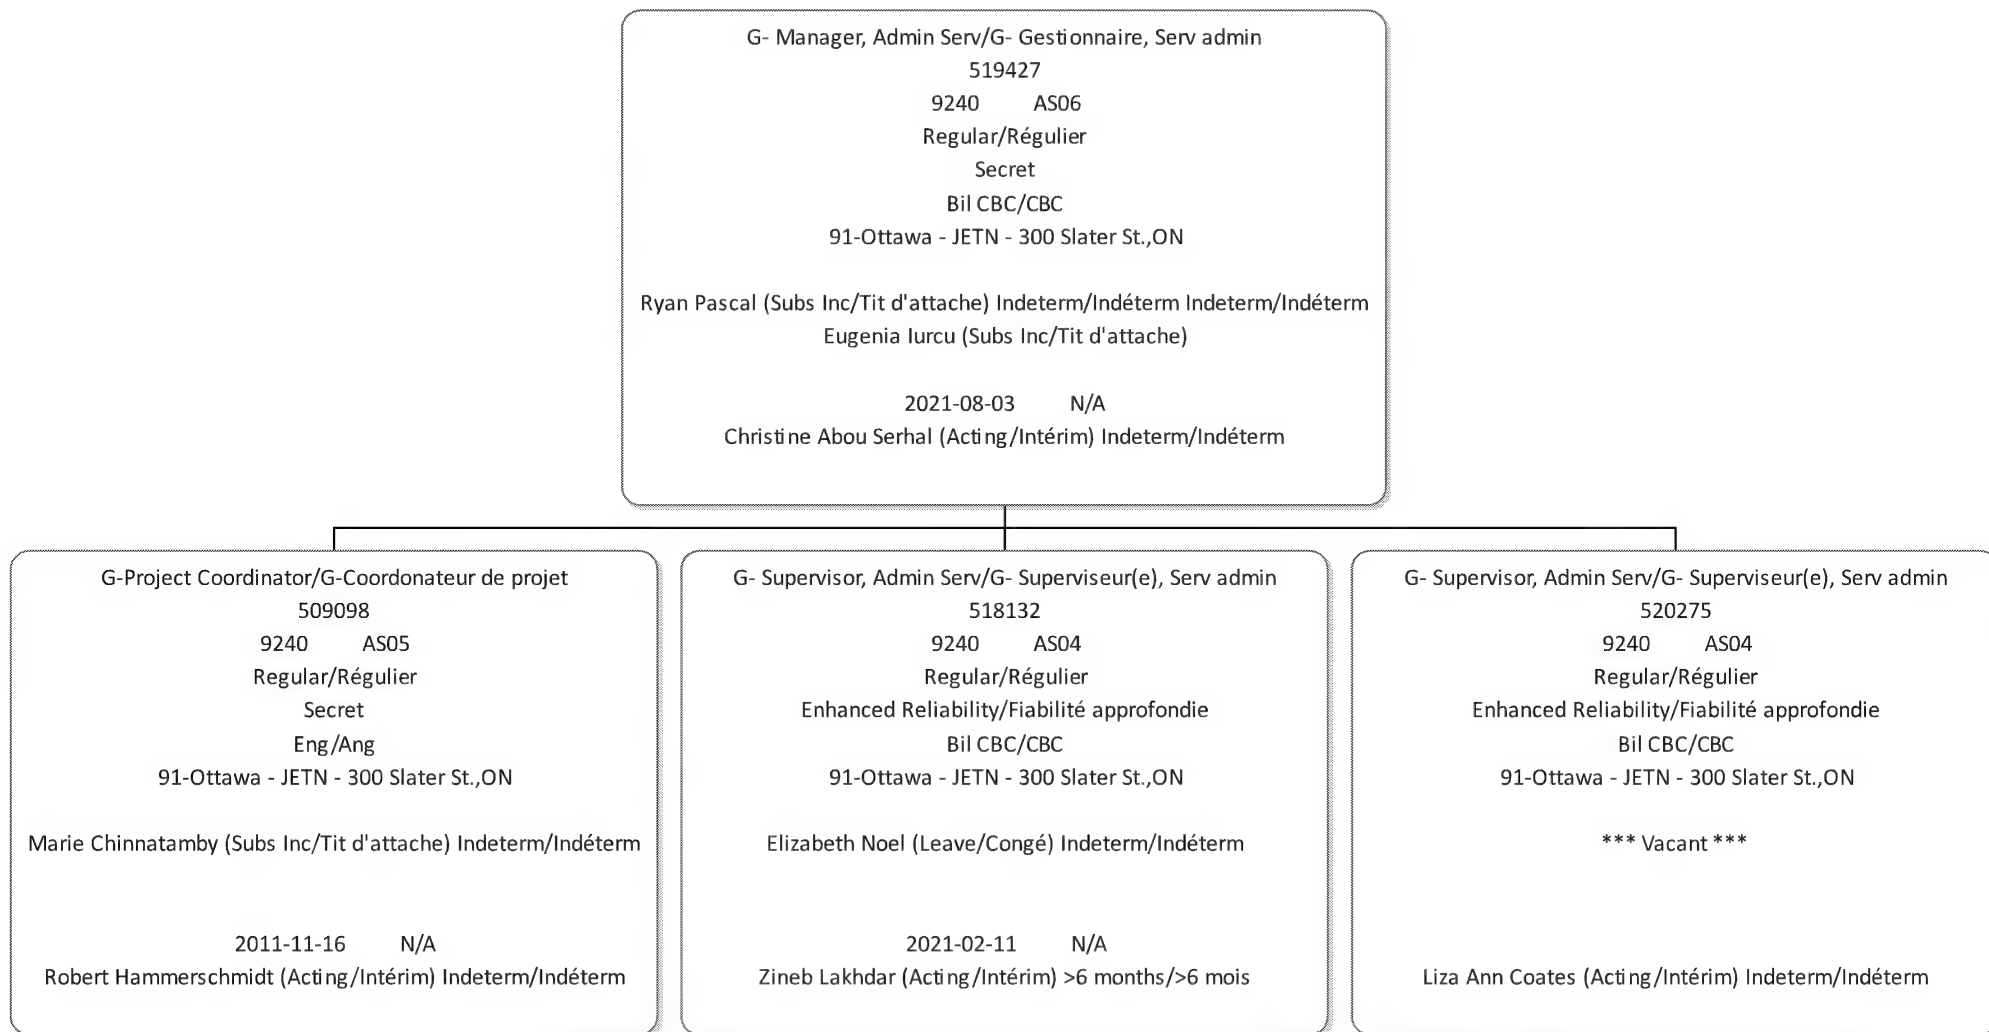 G- Manager, Admin Serv/G- Gestionnaire, Serv admin
519427
9240 AS06
Regular/Régulier
Secret
Bil CBC/CBC
91-Ottawa - JETN - 300 Slater St.,ON
Ryan Pascal (Subs Inc/Tit d'attache) Indeterm/Indéterm Indeterm/Indéterm
Eugenia Iurcu (Subs Inc/Tit d'attache)
2021-08-03 N/A
Christine Abou Serhal (Acting/Intérim) Indeterm/Indéterm
G-Project Coordinator/G-Coordonateur de projet
509098
9240 AS05
Regular/Régulier
Secret
Eng/Ang
91-Ottawa - JETN - 300 Slater St.,ON
Marie Chinnatamby (Subs Inc/Tit d'attache) Indeterm/Indéterm
2011-11-16 N/A
Robert Hammerschmidt (Acting/Intérim) Indeterm/Indéterm
G- Supervisor, Admin Serv/G- Superviseur(e), Serv admin
518132
9240 AS04
Regular/Régulier
Enhanced Reliability/Fiabilité approfondie
Bil CBC/CBC
91-Ottawa - JETN - 300 Slater St.,ON
Elizabeth Noel (Leave/Congé) Indeterm/Indéterm
2021-02-11 N/A
Zineb Lakhdar (Acting/Intérim) >6 months/>6 mois
G- Supervisor, Admin Serv/G- Superviseur(e), Serv admin
520275
9240 AS04
Regular/Régulier
Enhanced Reliability/Fiabilité approfondie
Bil CBC/CBC
91-Ottawa - JETN - 300 Slater St.,ON
*** Vacant ***
Liza Ann Coates (Acting/Intérim) Indeterm/Indéterm